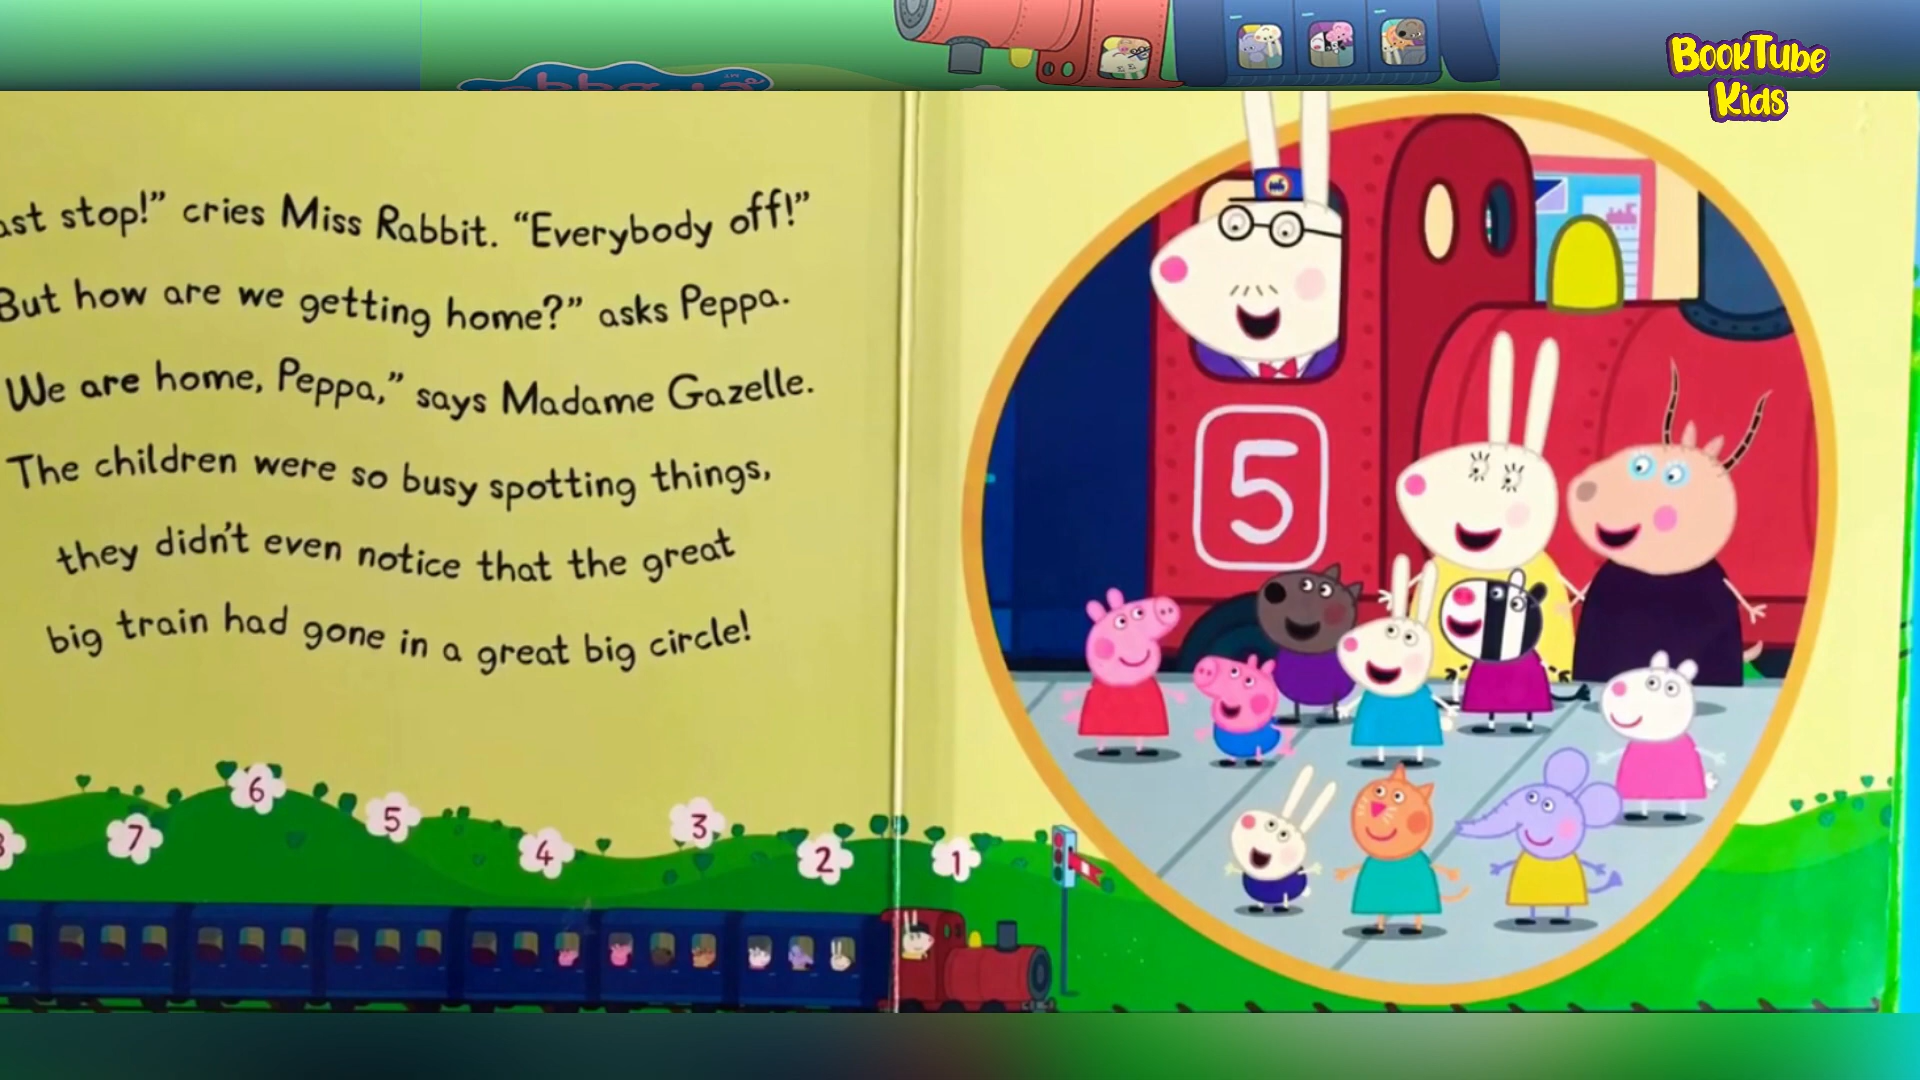 BookTube
Kids
ast stop!” cries Miss Rabbit. “Everybody off!”
But how are we getting home?” asks Peppa.
We are home, Peppa,” says Madame Gazelle.
The children were so busy spotting things,
they didn’t even notice that the great
big train had gone in a great big circle!
5
8 7 6 5 4 3 2 1